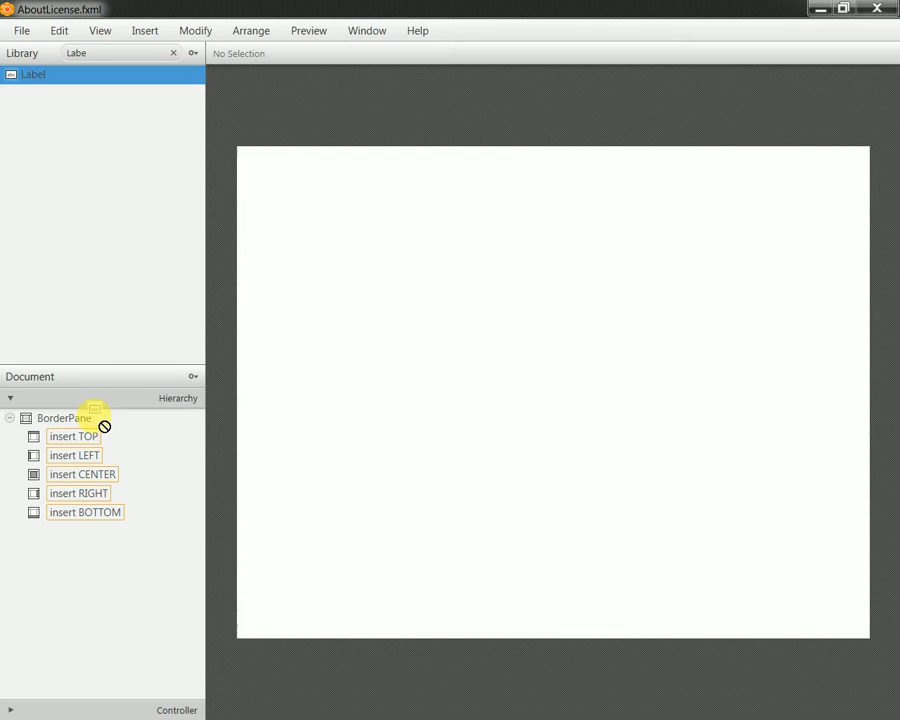 AboutLicense.fxml
File Edit View Insert Modify Arrange Preview Window Help
Library Labe No Selection
abc Label
Document
Hierarchy
BorderPane
insert TOP
insert LEFT
insert CENTER
insert RIGHT
insert BOTTOM
Controller